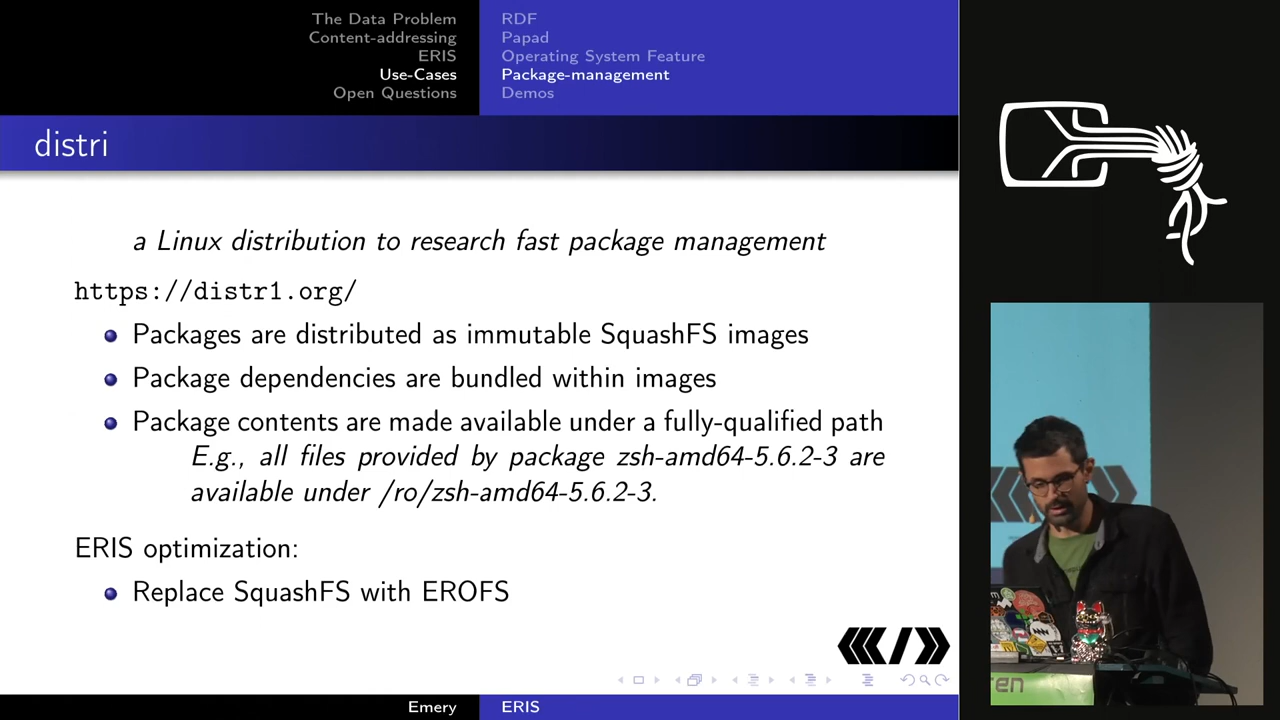 The Data Problem
Content-addressing
ERIS
Use-Cases
Open Questions
RDF
Papad
Operating System Feature
Package-management
Demos
distri
a Linux distribution to research fast package management
https://distr1.org/
Packages are distributed as immutable SquashFS images
Package dependencies are bundled within images
Package contents are made available under a fully-qualified path
E.g., all files provided by package zsh-amd64-5.6.2-3 are
available under /ro/zsh-amd64-5.6.2-3.
ERIS optimization:
Replace SquashFS with EROFS
Emery
ERIS